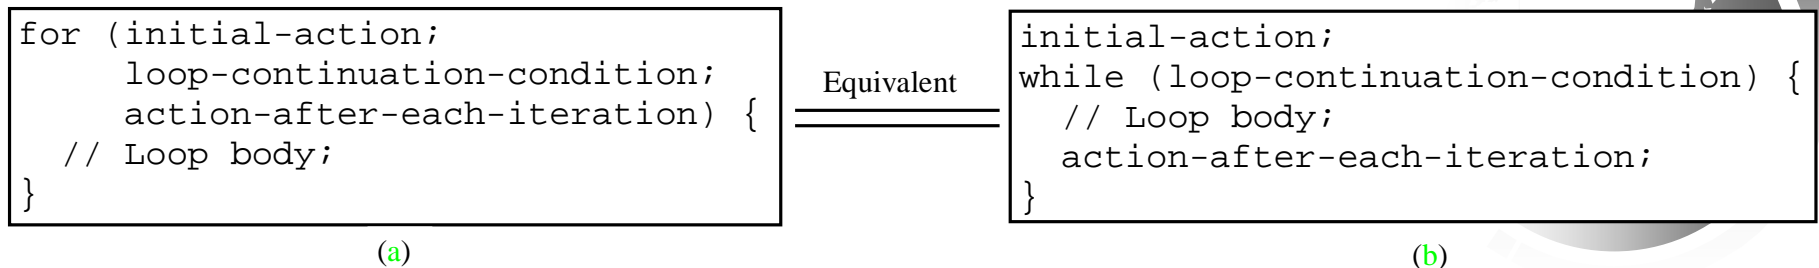 for (initial-action;
     loop-continuation-condition;
     action-after-each-iteration) {
  // Loop body;
}
(a)
Equivalent
initial-action;
while (loop-continuation-condition) {
  // Loop body;
  action-after-each-iteration;
}
(b)